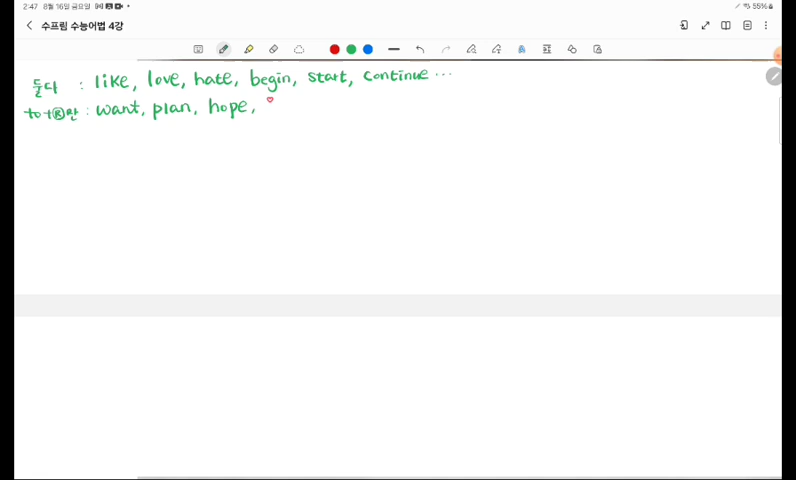 2:47 8월 16일 금요일
55%
수프림 수능어법 4강
둘다 : like, love, hate, begin, start, continue ...
to+Ⓡ만 : want, plan, hope,